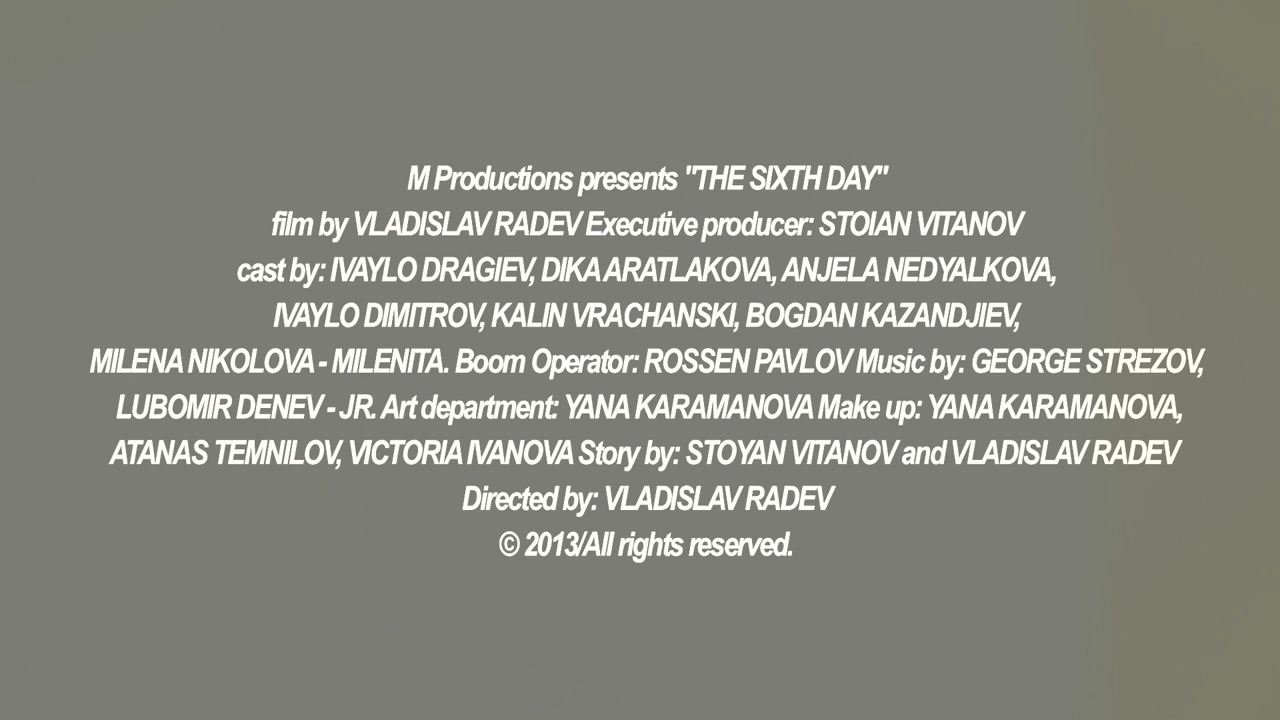 M Productions presents "THE SIXTH DAY"
film by VLADISLAV RADEV Executive producer: STOIAN VITANOV
cast by: IVAYLO DRAGIEV, DIKA ARATLAKOVA, ANJELA NEDYALKOVA,
IVAYLO DIMITROV, KALIN VRACHANSKI, BOGDAN KAZANDJIEV,
MILENA NIKOLOVA - MILENITA. Boom Operator: ROSSEN PAVLOV Music by: GEORGE STREZOV,
LUBOMIR DENEV - JR. Art department: YANA KARAMANOVA Make up: YANA KARAMANOVA,
ATANAS TEMNILOV, VICTORIA IVANOVA Story by: STOYAN VITANOV and VLADISLAV RADEV
Directed by: VLADISLAV RADEV
© 2013/All rights reserved.